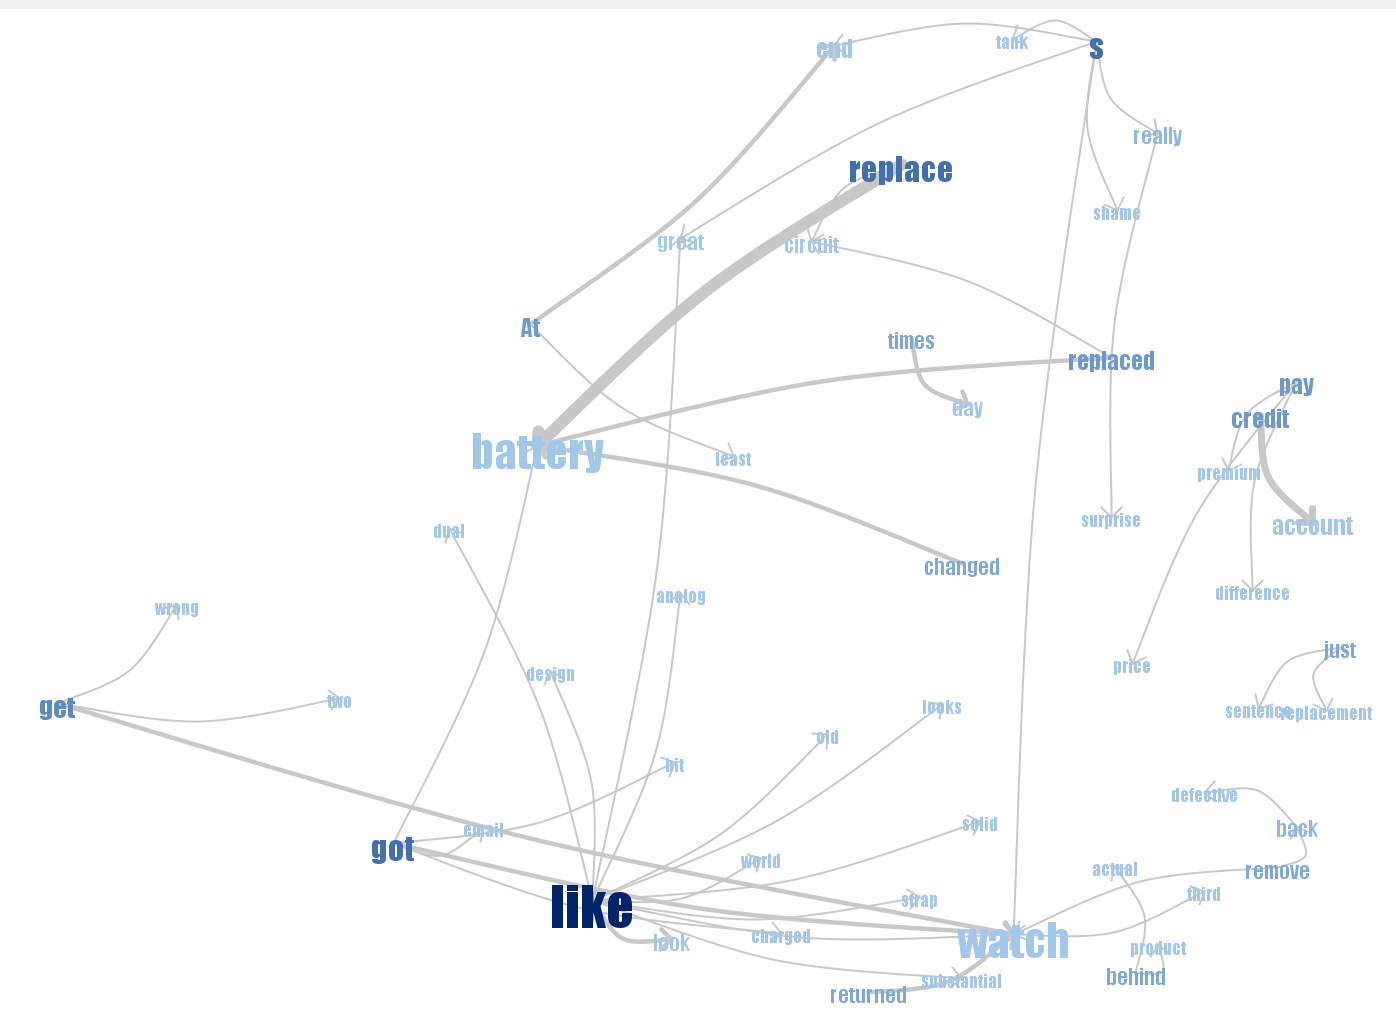 end
tank
s
really
replace
shame
great
circuit
At
times
replaced
pay
day
credit
battery
least
premium
surprise
account
dual
changed
analog
difference
wrong
just
price
design
two
get
looks
sentence
replacement
old
hit
defective
email
solid
back
got
world
actual
remove
like
strap
third
look
charged
watch
product
substantial
behind
returned